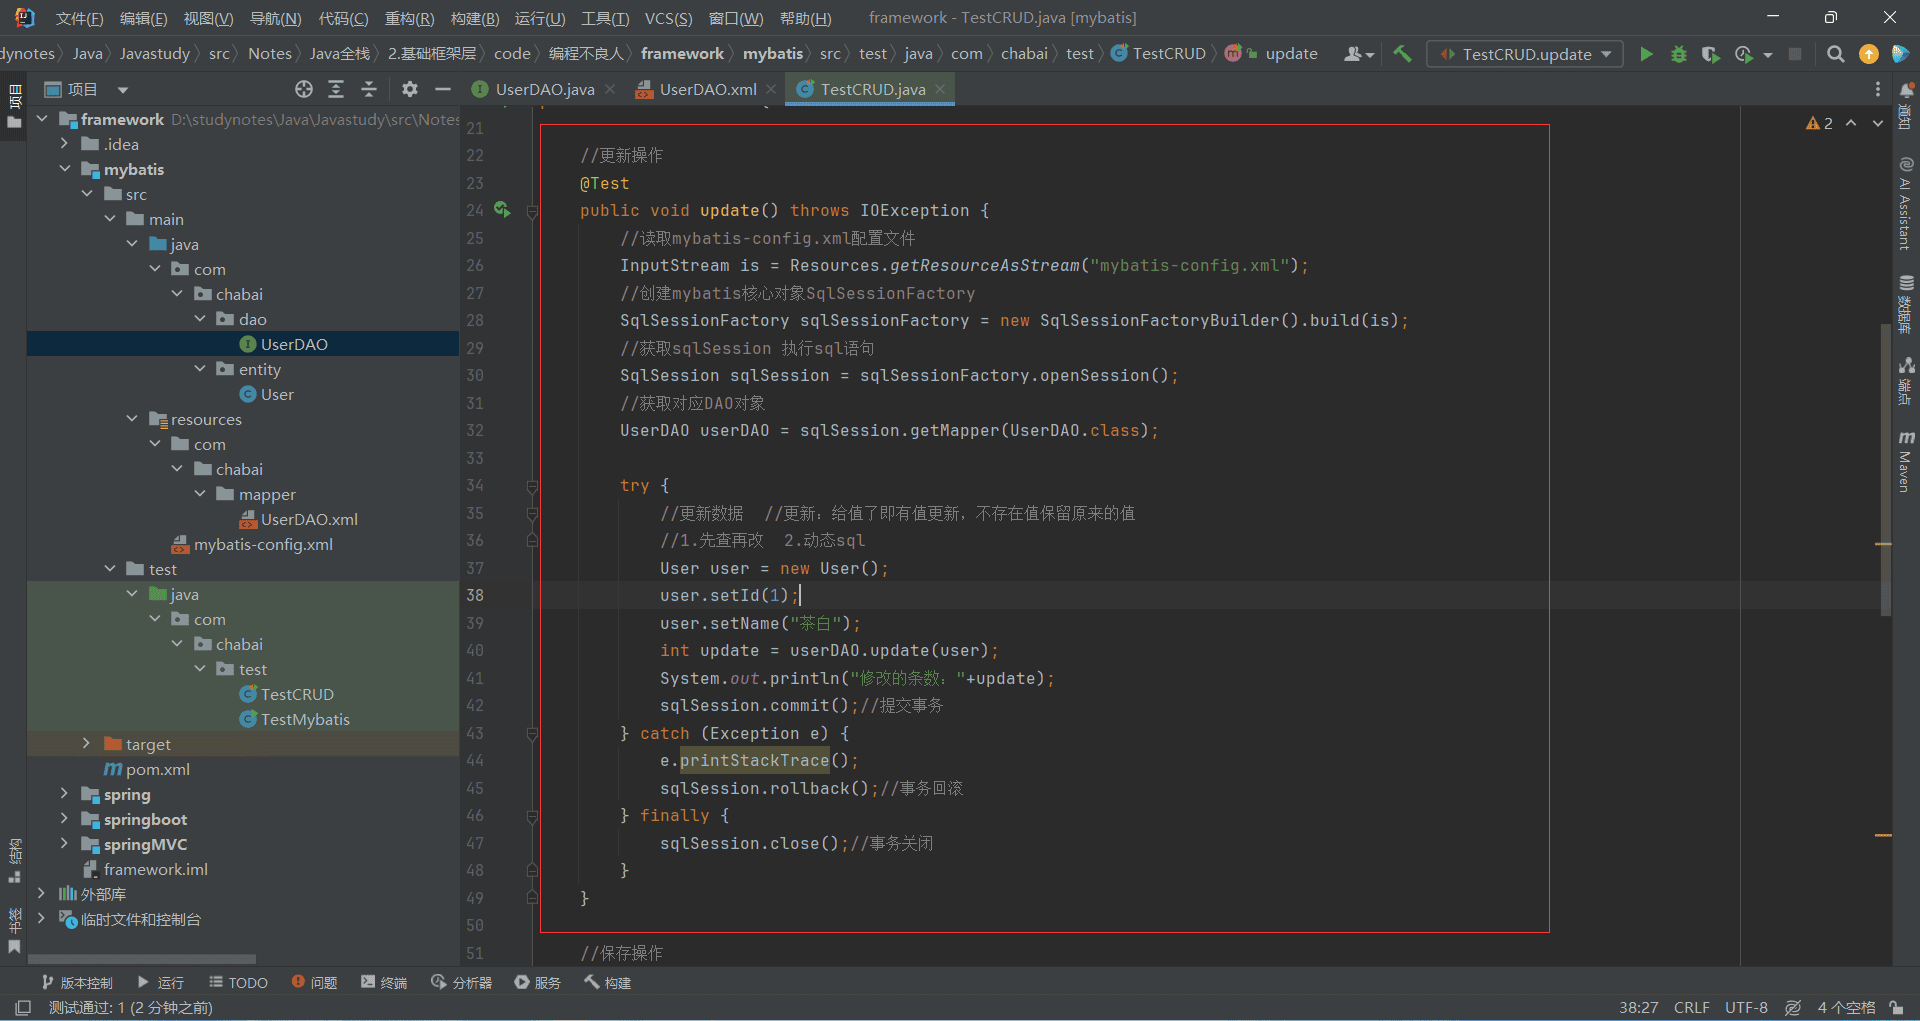 文件(F) 编辑(E) 视图(V) 导航(N) 代码(C) 重构(R) 构建(B) 运行(U) 工具(T) VCS(S) 窗口(W) 帮助(H) framework - TestCRUD.java [mybatis]
dynotes Java Javastudy src Notes Java全栈 2.基础框架层 code 编程不良人 framework mybatis src test java com chabai test TestCRUD update TestCRUD.update
项目
项目
UserDAO.java UserDAO.xml TestCRUD.java
framework D:\studynotes\Java\Javastudy\src\Notes
.idea
mybatis
src
main
java
com
chabai
dao
UserDAO
entity
User
resources
com
chabai
mapper
UserDAO.xml
mybatis-config.xml
test
java
com
chabai
test
TestCRUD
TestMybatis
target
pom.xml
spring
springboot
springMVC
framework.iml
外部库
临时文件和控制台
结构
书签
21
22 //更新操作
23 @Test
24 public void update() throws IOException {
25 //读取mybatis-config.xml配置文件
26 InputStream is = Resources.getResourceAsStream("mybatis-config.xml");
27 //创建mybatis核心对象SqlSessionFactory
28 SqlSessionFactory sqlSessionFactory = new SqlSessionFactoryBuilder().build(is);
29 //获取sqlSession 执行sql语句
30 SqlSession sqlSession = sqlSessionFactory.openSession();
31 //获取对应DAO对象
32 UserDAO userDAO = sqlSession.getMapper(UserDAO.class);
33
34 try {
35 //更新数据 //更新：给值了即有值更新，不存在值保留原来的值
36 //1.先查再改 2.动态sql
37 User user = new User();
38 user.setId(1);
39 user.setName("茶白");
40 int update = userDAO.update(user);
41 System.out.println("修改的条数："+update);
42 sqlSession.commit();//提交事务
43 } catch (Exception e) {
44 e.printStackTrace();
45 sqlSession.rollback();//事务回滚
46 } finally {
47 sqlSession.close();//事务关闭
48 }
49 }
50
51 //保存操作
2
通知
AI Assistant
数据库
端点
m Maven
版本控制 运行 TODO 问题 终端 分析器 服务 构建
测试通过: 1 (2 分钟之前) 38:27 CRLF UTF-8 4 个空格